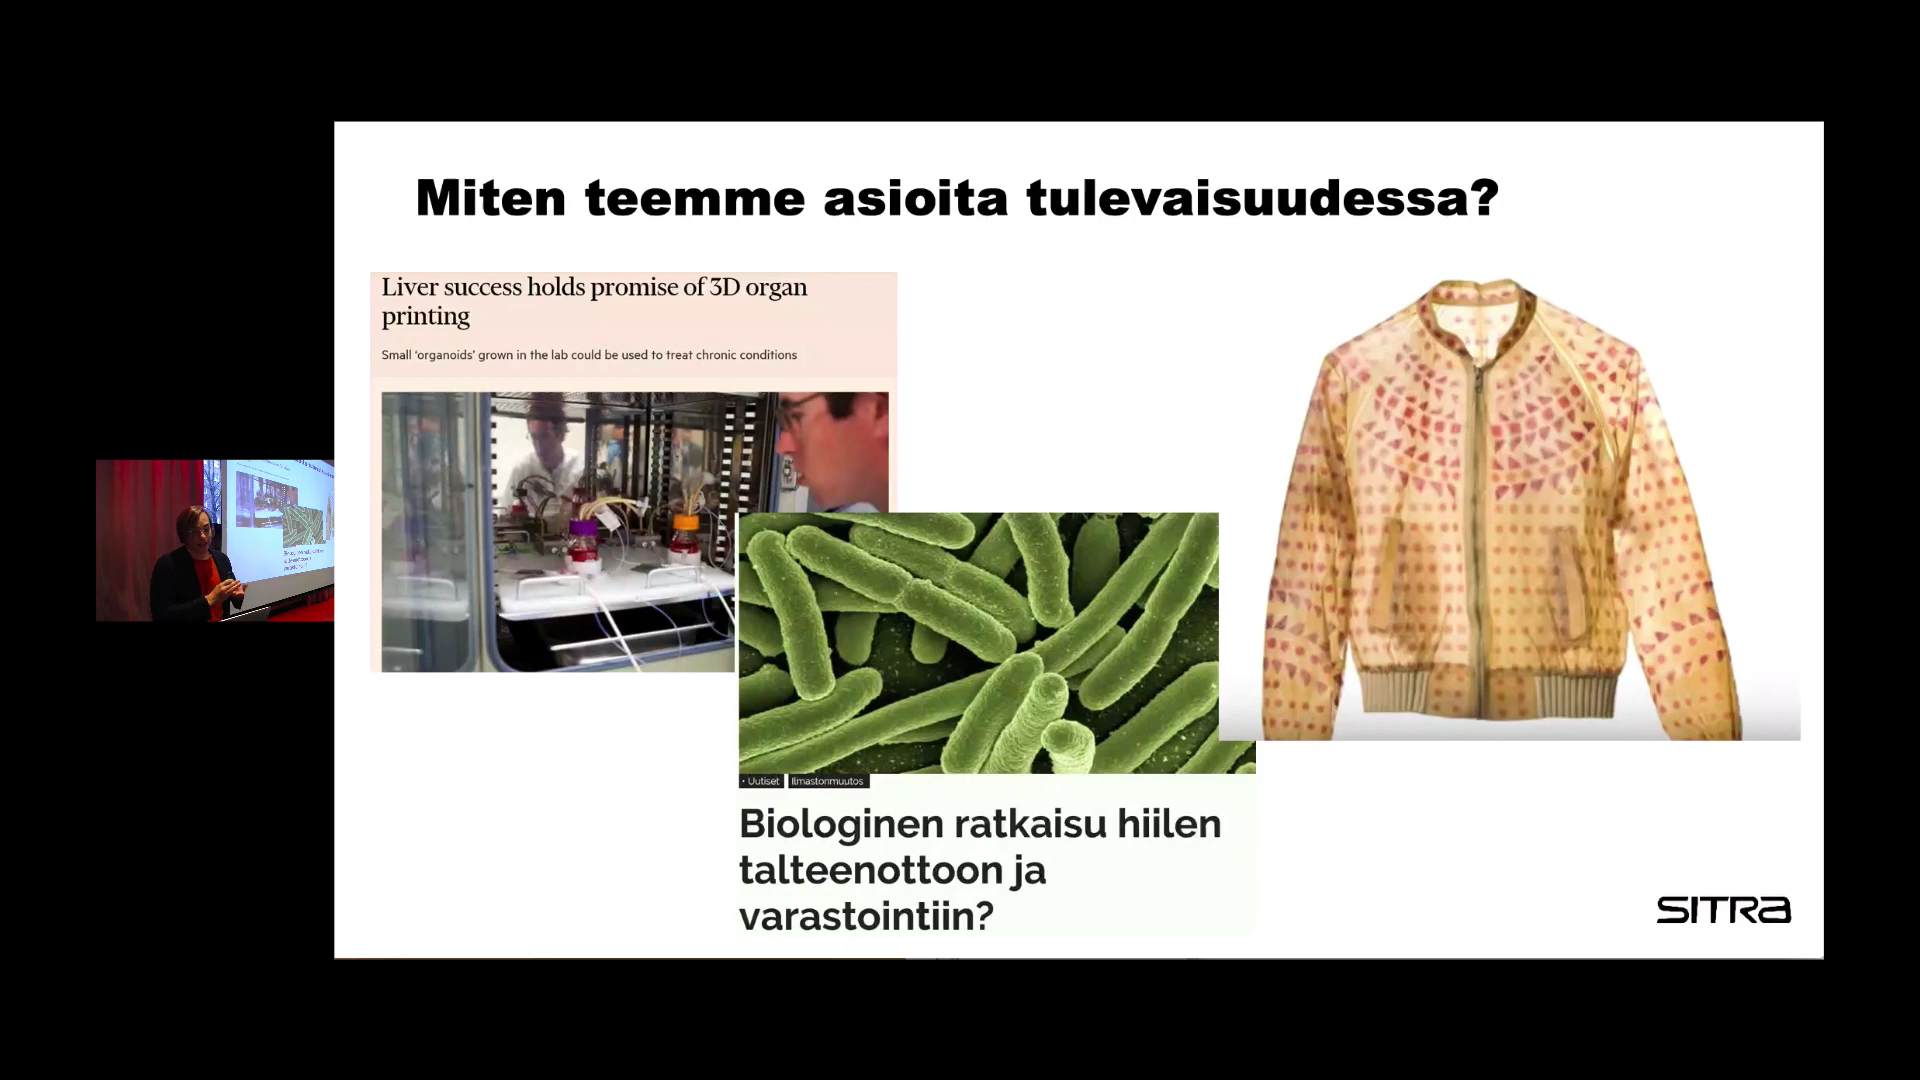 Miten teemme asioita tulevaisuudessa?
Liver success holds promise of 3D organ
printing
Small ‘organoids’ grown in the lab could be used to treat chronic conditions
• Uutiset Ilmastonmuutos
Biologinen ratkaisu hiilen
talteenottoon ja
varastointiin?
SITRA